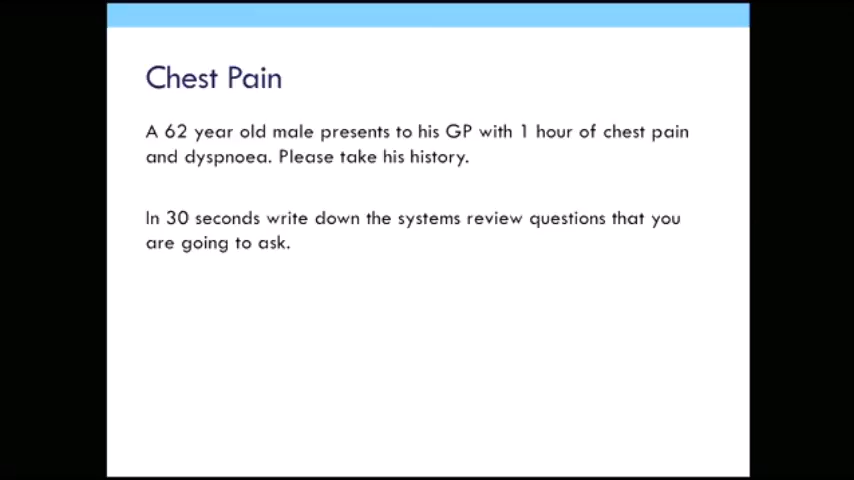 Chest Pain
A 62 year old male presents to his GP with 1 hour of chest pain
and dyspnoea. Please take his history.
In 30 seconds write down the systems review questions that you
are going to ask.